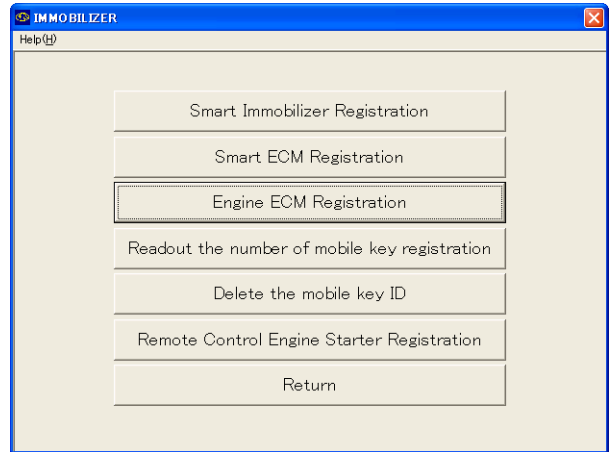 IMMOBILIZER
Help(H)
Smart Immobilizer Registration
Smart ECM Registration
Engine ECM Registration
Readout the number of mobile key registration
Delete the mobile key ID
Remote Control Engine Starter Registration
Return